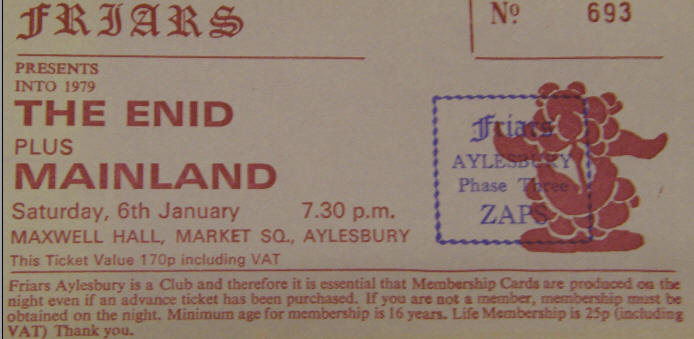 FRIARS
Nº 693
PRESENTS
INTO 1979
THE ENID
PLUS
MAINLAND
Saturday, 6th January 7.30 p.m.
MAXWELL HALL, MARKET SQ., AYLESBURY
This Ticket Value 170p including VAT
Friars
AYLESBURY
Phase Three
ZAPS
Friars Aylesbury is a Club and therefore it is essential that Membership Cards are produced on the
night even if an advance ticket has been purchased. If you are not a member, membership must be
obtained on the night. Minimum age for membership is 16 years. Life Membership is 25p (including
VAT) Thank you.